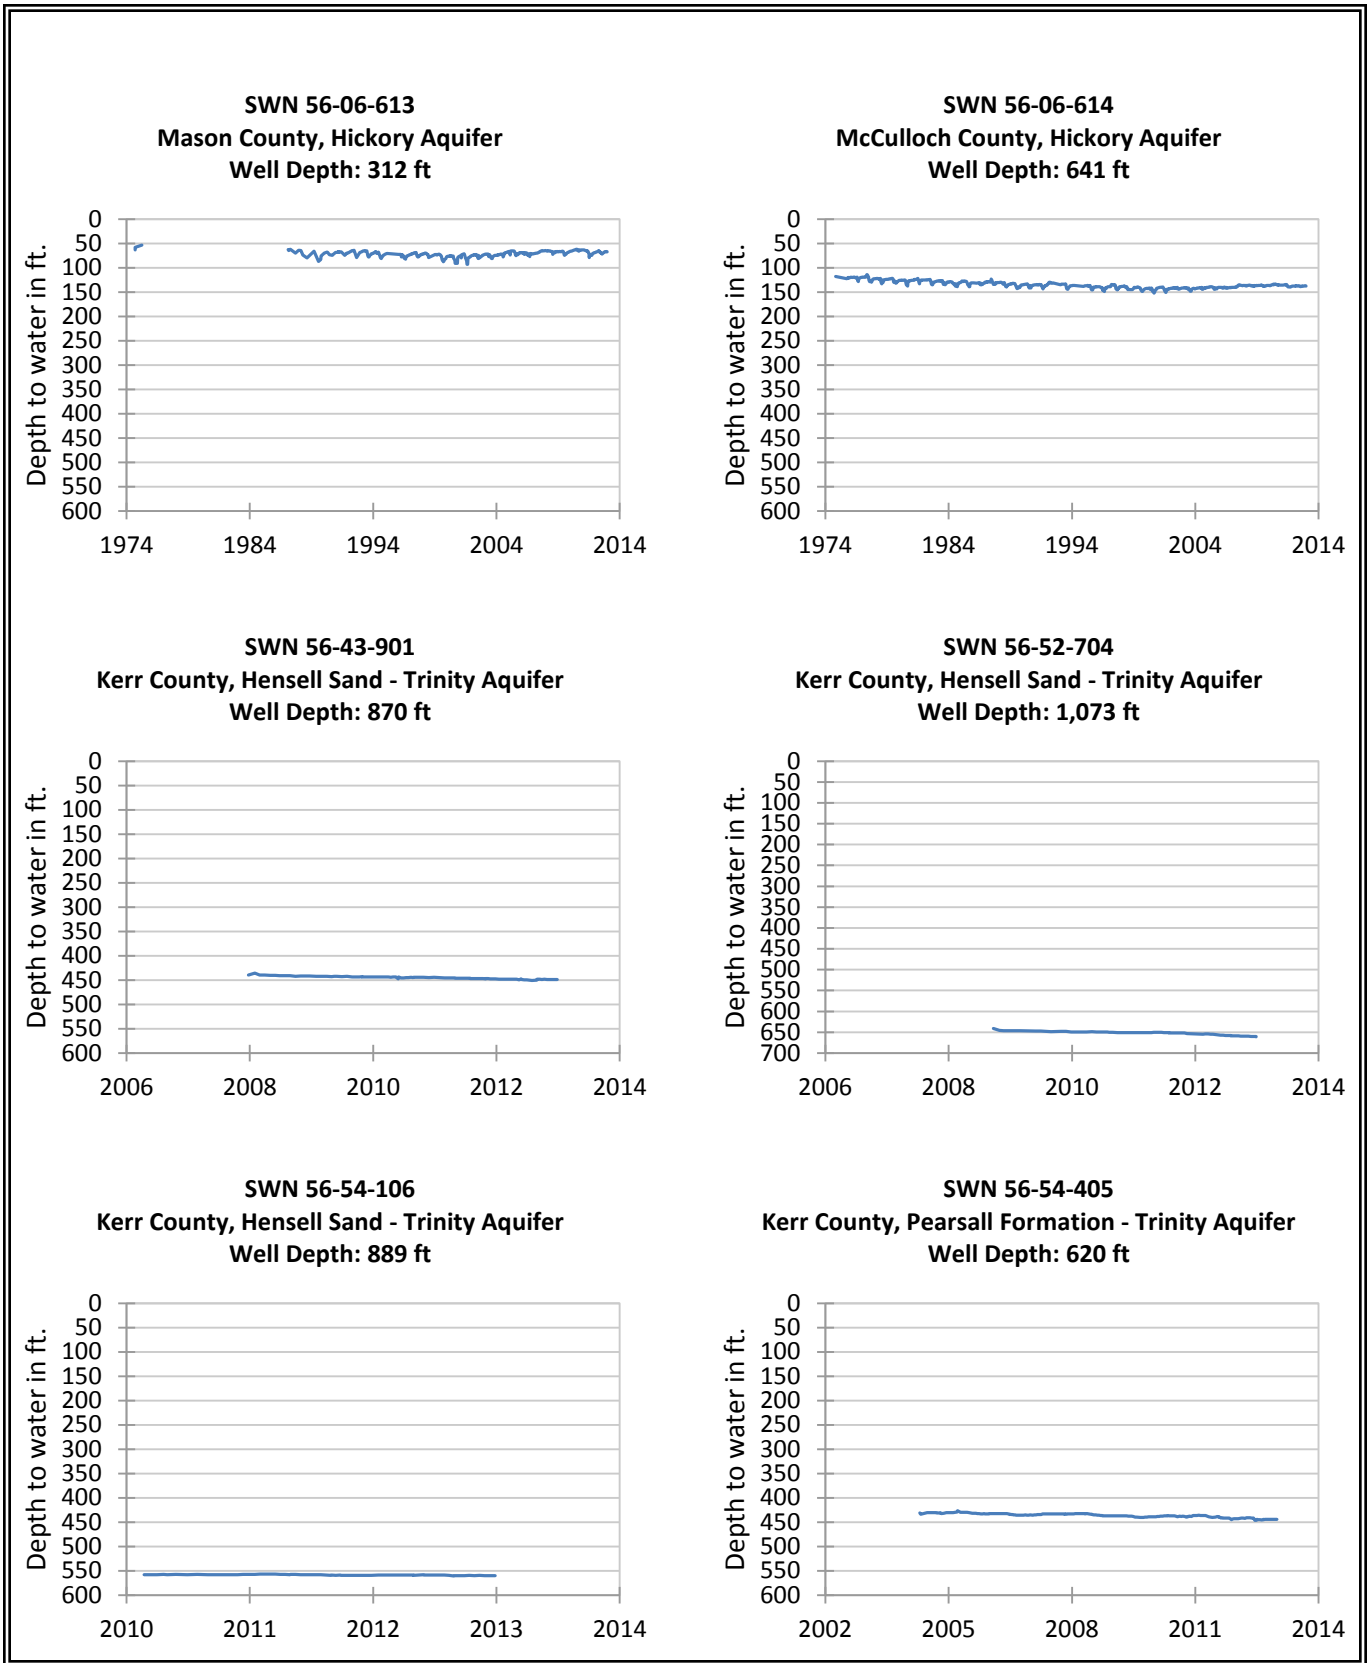 SWN 56-06-613
Mason County, Hickory Aquifer
Well Depth: 312 ft
Depth to water in ft.
0
50
100
150
200
250
300
350
400
450
500
550
600
1974 1984 1994 2004 2014
SWN 56-06-614
McCulloch County, Hickory Aquifer
Well Depth: 641 ft
Depth to water in ft.
0
50
100
150
200
250
300
350
400
450
500
550
600
1974 1984 1994 2004 2014
SWN 56-43-901
Kerr County, Hensell Sand - Trinity Aquifer
Well Depth: 870 ft
Depth to water in ft.
0
50
100
150
200
250
300
350
400
450
500
550
600
2006 2008 2010 2012 2014
SWN 56-52-704
Kerr County, Hensell Sand - Trinity Aquifer
Well Depth: 1,073 ft
Depth to water in ft.
0
50
100
150
200
250
300
350
400
450
500
550
600
650
700
2006 2008 2010 2012 2014
SWN 56-54-106
Kerr County, Hensell Sand - Trinity Aquifer
Well Depth: 889 ft
Depth to water in ft.
0
50
100
150
200
250
300
350
400
450
500
550
600
2010 2011 2012 2013 2014
SWN 56-54-405
Kerr County, Pearsall Formation - Trinity Aquifer
Well Depth: 620 ft
Depth to water in ft.
0
50
100
150
200
250
300
350
400
450
500
550
600
2002 2005 2008 2011 2014